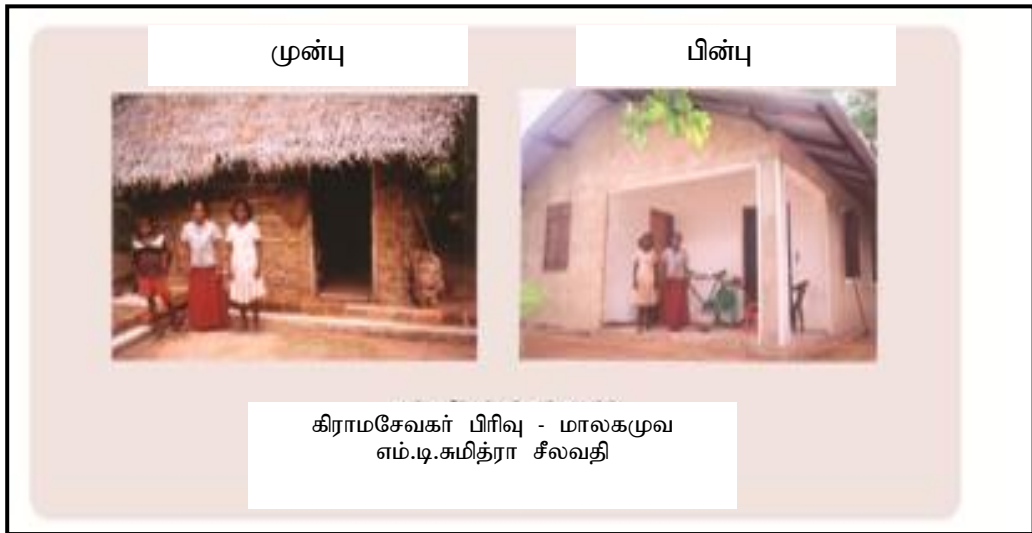 முன்பு
பின்பு
கிராமசேவகர் பிரிவு - மாலகமுவ
எம்.டி.சுமித்ரா சீலவதி